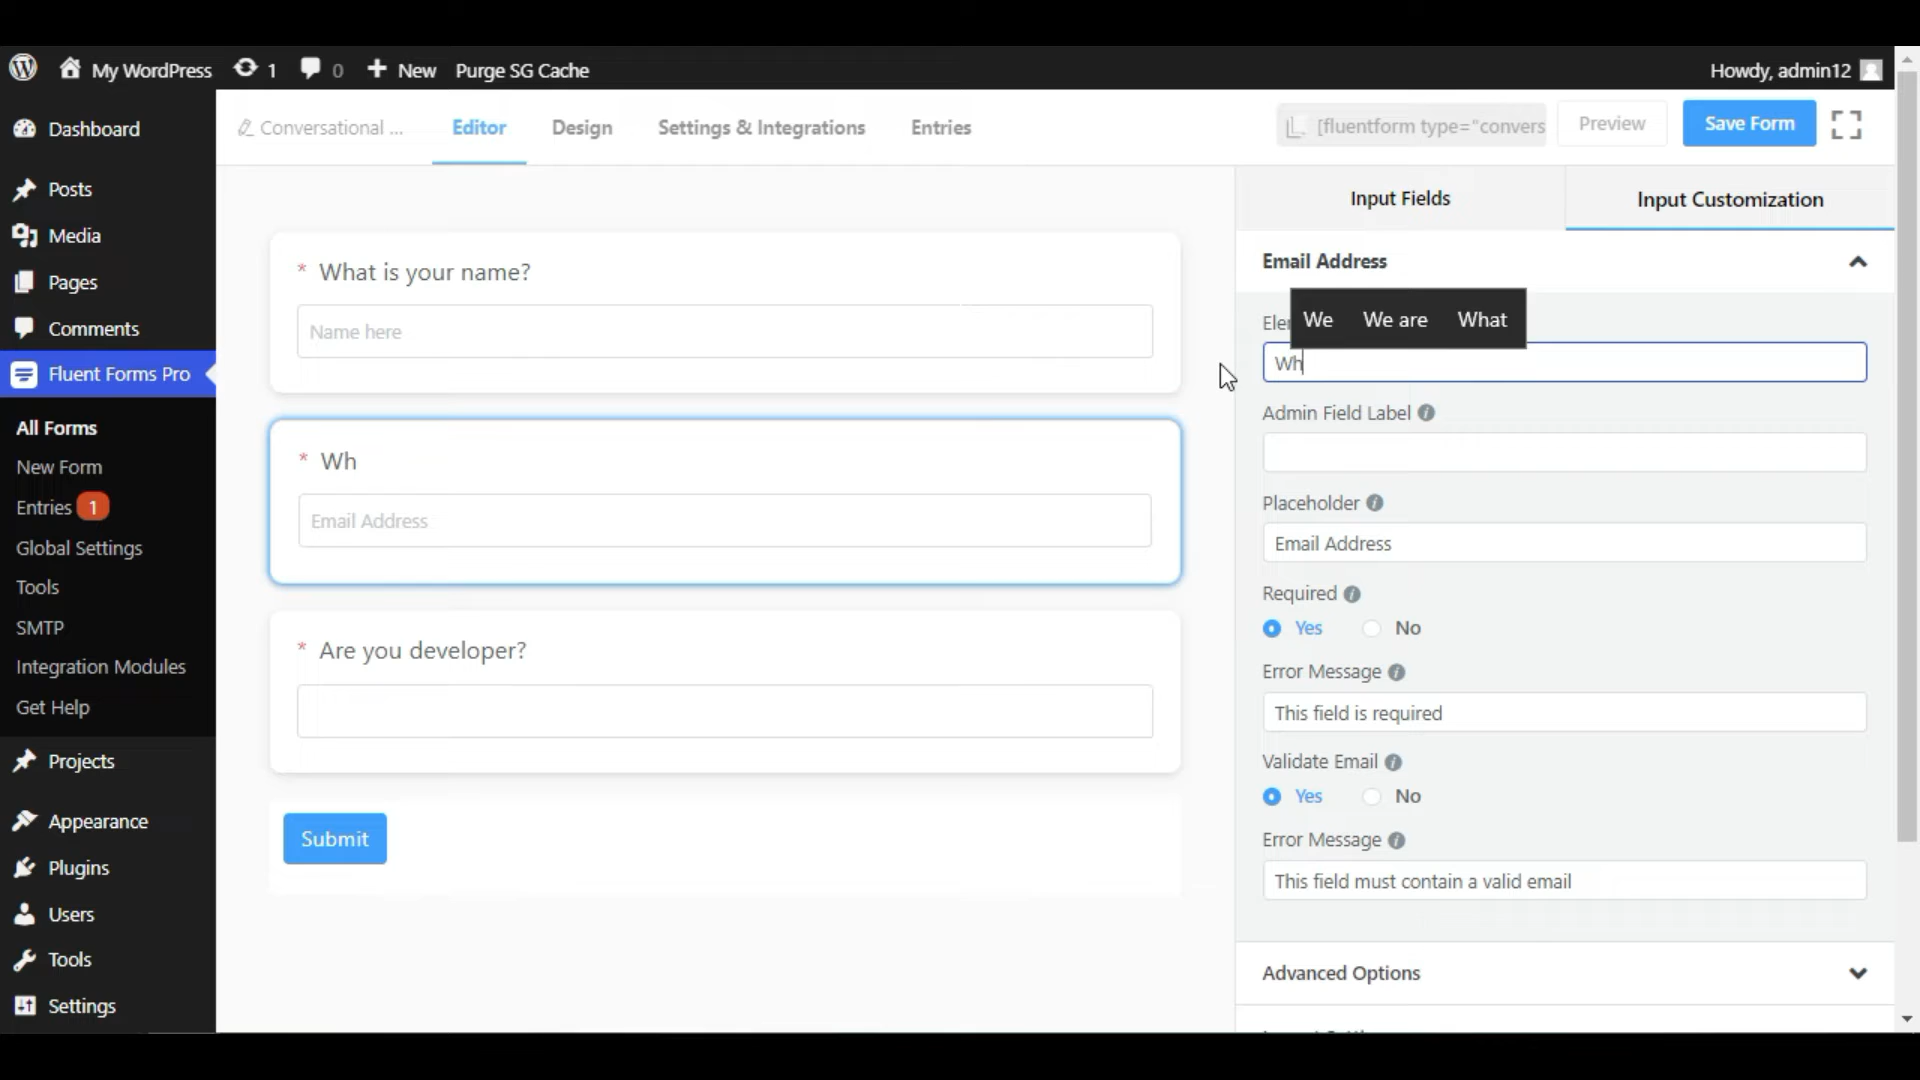 My WordPress 1 0 New Purge SG Cache Howdy, admin12
Dashboard
Posts
Media
Pages
Comments
Fluent Forms Pro
All Forms
New Form
Entries 1
Global Settings
Tools
SMTP
Integration Modules
Get Help
Projects
Appearance
Plugins
Users
Tools
Settings
Conversational ... Editor Design Settings & Integrations Entries [fluentform type="convers Preview Save Form
* What is your name?
Name here
* Wh
Email Address
* Are you developer?
Submit
Input Fields Input Customization
Email Address
We We are What
Wh
Admin Field Label
Placeholder
Email Address
Required
Yes No
Error Message
This field is required
Validate Email
Yes No
Error Message
This field must contain a valid email
Advanced Options